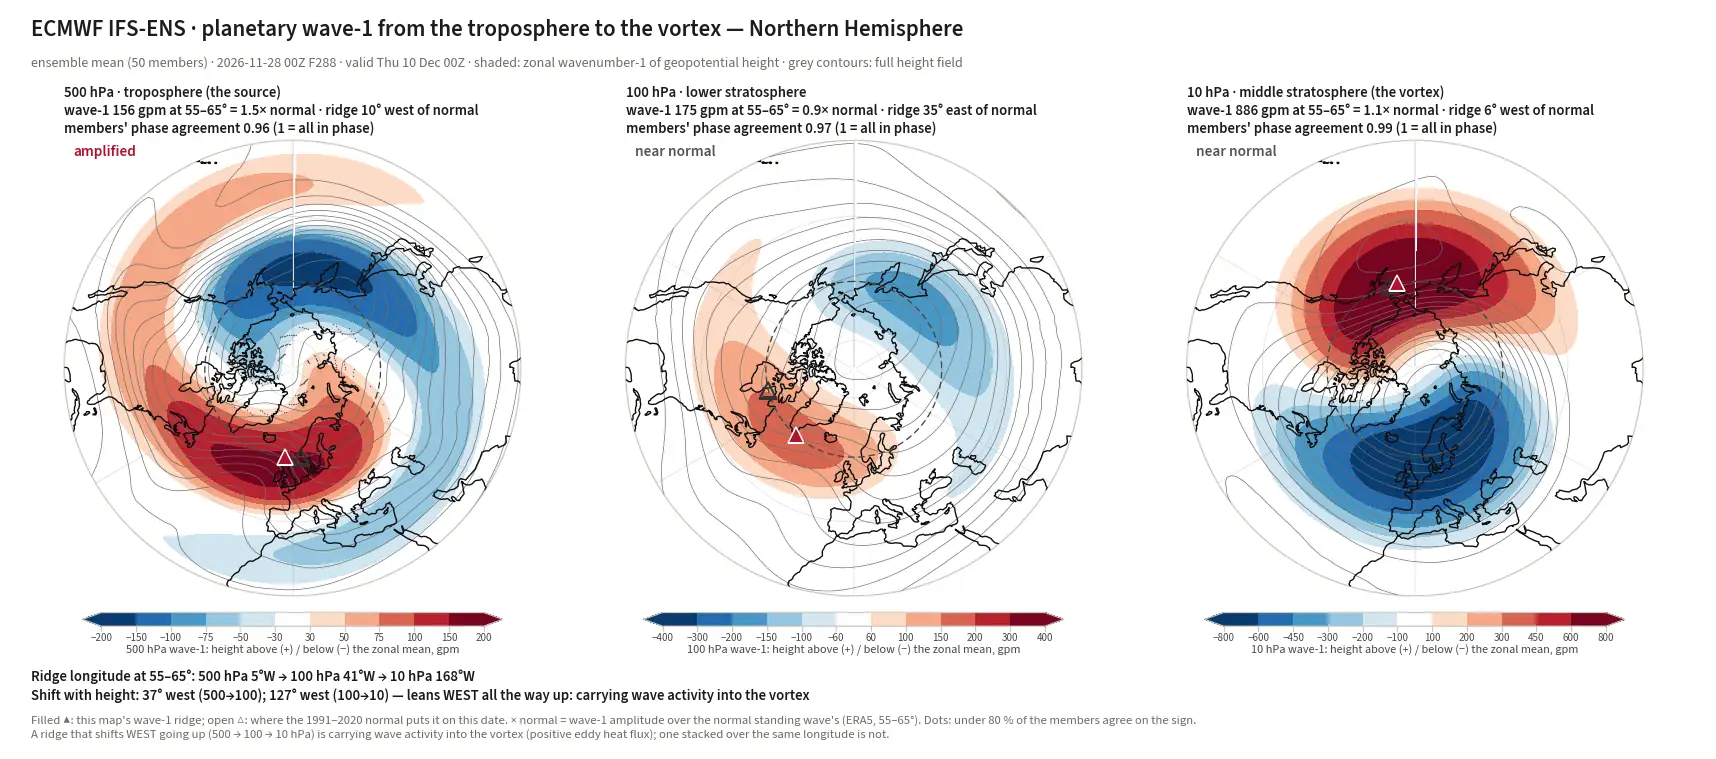 ECMWF IFS-ENS · planetary wave-1 from the troposphere to the vortex — Northern Hemisphere
ensemble mean (50 members) · 2026-11-28 00Z F288 · valid Thu 10 Dec 00Z · shaded: zonal wavenumber-1 of geopotential height · grey contours: full height field
500 hPa · troposphere (the source)
wave-1 156 gpm at 55–65° = 1.5× normal · ridge 10° west of normal
members' phase agreement 0.96 (1 = all in phase)
amplified
100 hPa · lower stratosphere
wave-1 175 gpm at 55–65° = 0.9× normal · ridge 35° east of normal
members' phase agreement 0.97 (1 = all in phase)
near normal
10 hPa · middle stratosphere (the vortex)
wave-1 886 gpm at 55–65° = 1.1× normal · ridge 6° west of normal
members' phase agreement 0.99 (1 = all in phase)
near normal
−200 −150 −100 −75 −50 −30 30 50 75 100 150 200
500 hPa wave-1: height above (+) / below (−) the zonal mean, gpm
−400 −300 −200 −150 −100 −60 60 100 150 200 300 400
100 hPa wave-1: height above (+) / below (−) the zonal mean, gpm
−800 −600 −450 −300 −200 −100 100 200 300 450 600 800
10 hPa wave-1: height above (+) / below (−) the zonal mean, gpm
Ridge longitude at 55–65°: 500 hPa 5°W → 100 hPa 41°W → 10 hPa 168°W
Shift with height: 37° west (500→100); 127° west (100→10) — leans WEST all the way up: carrying wave activity into the vortex
Filled ▲: this map's wave-1 ridge; open △: where the 1991–2020 normal puts it on this date. × normal = wave-1 amplitude over the normal standing wave's (ERA5, 55–65°). Dots: under 80 % of the members agree on the sign.
A ridge that shifts WEST going up (500 → 100 → 10 hPa) is carrying wave activity into the vortex (positive eddy heat flux); one stacked over the same longitude is not.